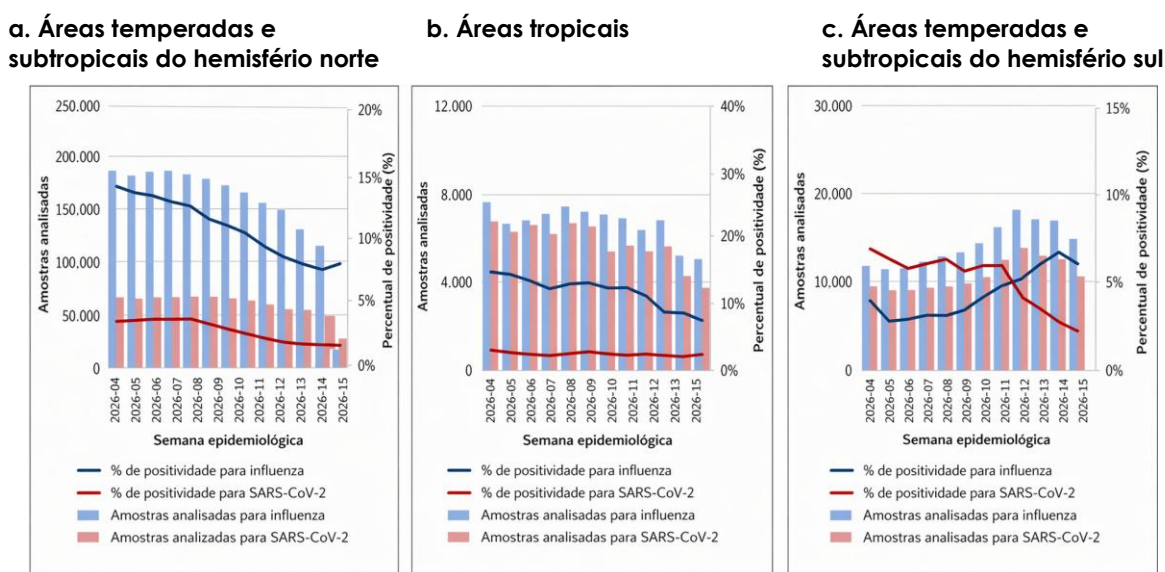 a. Áreas temperadas e
subtropicais do hemisfério norte
250.000
200.000
150.000
100.000
50.000
0
Amostras analisadas
20%
15%
10%
5%
0%
Percentual de positividade (%)
2026-04
2026-05
2026-06
2026-07
2026-08
2026-09
2026-10
2026-11
2026-12
2026-13
2026-14
2026-15
Semana epidemiológica
% de positividade para influenza
% de positividade para SARS-CoV-2
Amostras analisadas para influenza
Amostras analizadas para SARS-CoV-2
b. Áreas tropicais
12.000
8.000
4.000
0
Amostras analisadas
40%
30%
20%
10%
0%
Percentual de positividade (%)
2026-04
2026-05
2026-06
2026-07
2026-08
2026-09
2026-10
2026-11
2026-12
2026-13
2026-15
Semana epidemiológica
% de positividade para influenza
% de positividade para SARS-CoV-2
Amostras analisadas para influenza
Amostras analisadas para SARS-CoV-2
c. Áreas temperadas e
subtropicais do hemisfério sul
30.000
20.000
10.000
0
Amostras analisadas
15%
10%
5%
0%
Percentual de positividade (%)
2026-04
2026-05
2026-06
2026-07
2026-08
2026-09
2026-10
2026-11
2026-12
2026-13
2026-14
2026-15
Semana epidemiológica
% de positividade para influenza
% de positividade para SARS-CoV-2
Amostras analisadas para influenza
Amostras analisadas para SARS-CoV-2